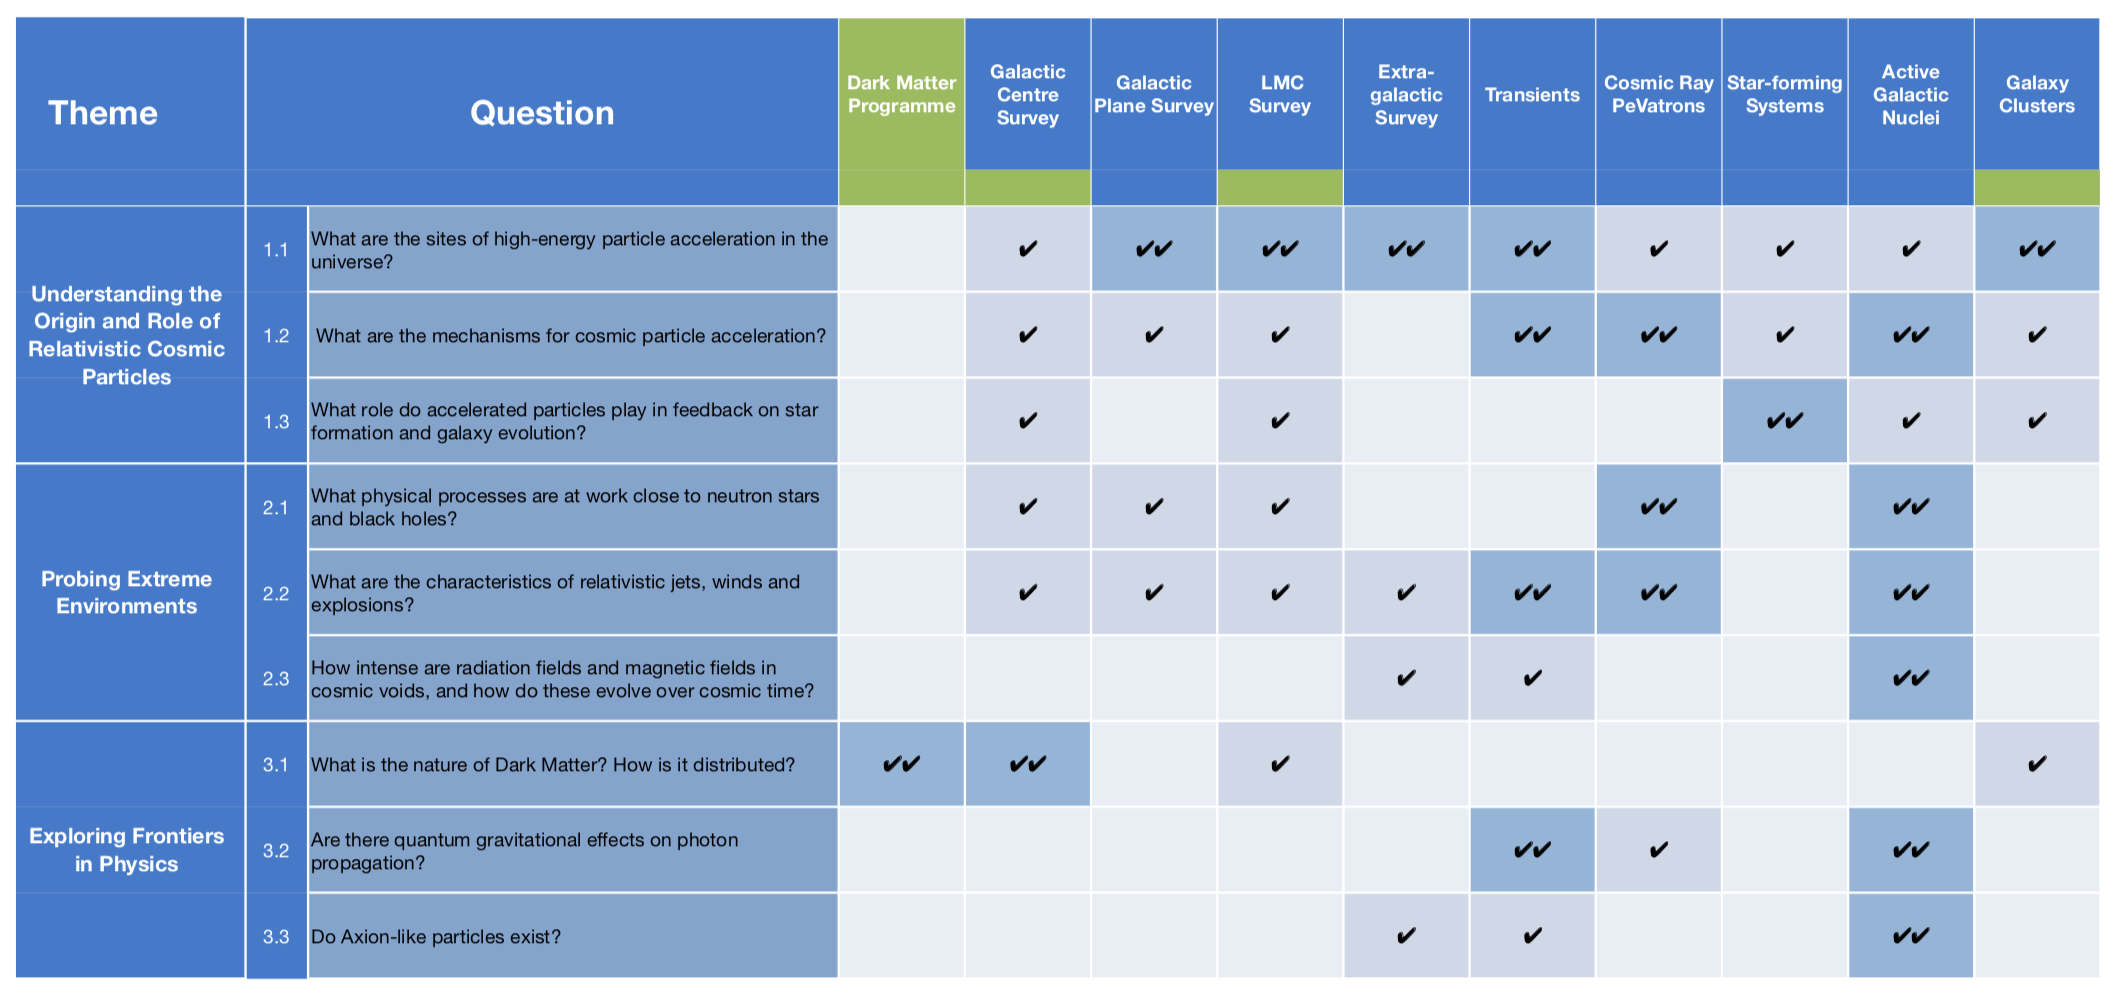 Theme
Question
Dark Matter
Programme
Galactic
Centre
Survey
Galactic
Plane Survey
LMC
Survey
Extra-
galactic
Survey
Transients
Cosmic Ray
PeVatrons
Star-forming
Systems
Active
Galactic
Nuclei
Galaxy
Clusters
Understanding the
Origin and Role of
Relativistic Cosmic
Particles
1.1
What are the sites of high-energy particle acceleration in the
universe?
✔
✔✔
✔✔
✔✔
✔✔
✔
✔
✔
✔✔
1.2
What are the mechanisms for cosmic particle acceleration?
✔
✔
✔
✔✔
✔✔
✔
✔✔
✔
1.3
What role do accelerated particles play in feedback on star
formation and galaxy evolution?
✔
✔
✔✔
✔
✔
Probing Extreme
Environments
2.1
What physical processes are at work close to neutron stars
and black holes?
✔
✔
✔
✔✔
✔✔
2.2
What are the characteristics of relativistic jets, winds and
explosions?
✔
✔
✔
✔
✔✔
✔✔
✔✔
2.3
How intense are radiation fields and magnetic fields in
cosmic voids, and how do these evolve over cosmic time?
✔
✔
✔✔
Exploring Frontiers
in Physics
3.1
What is the nature of Dark Matter? How is it distributed?
✔✔
✔✔
✔
✔
3.2
Are there quantum gravitational effects on photon
propagation?
✔✔
✔
✔✔
3.3
Do Axion-like particles exist?
✔
✔
✔✔